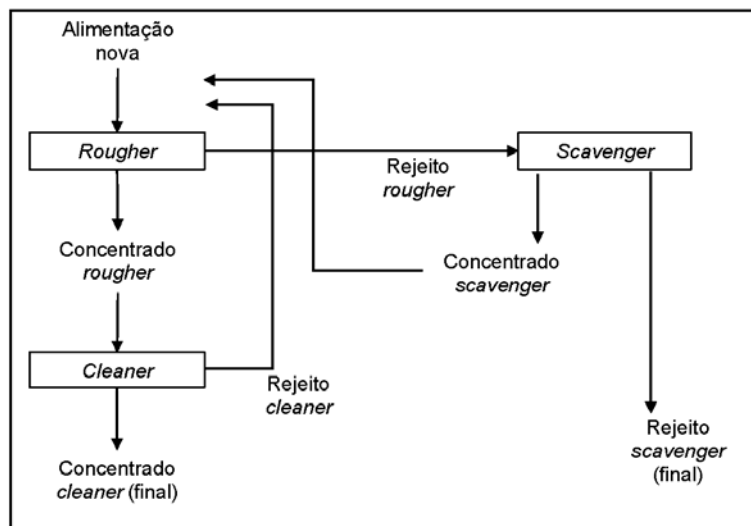 Alimentação
nova
Rougher
Scavenger
Rejeito
rougher
Concentrado
rougher
Concentrado
scavenger
Cleaner
Rejeito
cleaner
Concentrado
cleaner (final)
Rejeito
scavenger
(final)